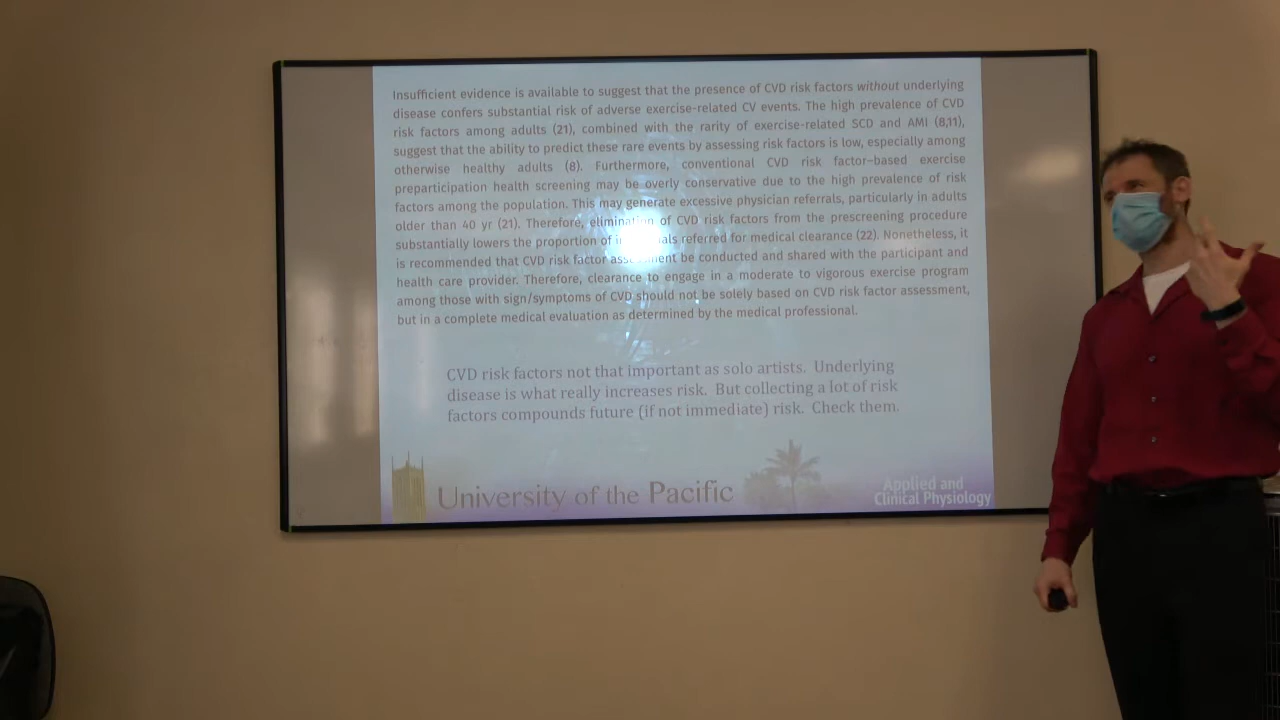 Insufficient evidence is available to suggest that the presence of CVD risk factors without underlying
disease confers substantial risk of adverse exercise-related CV events. The high prevalence of CVD
risk factors among adults (21), combined with the rarity of exercise-related SCD and AMI (8,11),
suggest that the ability to predict these rare events by assessing risk factors is low, especially among
otherwise healthy adults (8). Furthermore, conventional CVD risk factor–based exercise
preparticipation health screening may be overly conservative due to the high prevalence of risk
factors among the population. This may generate excessive physician referrals, particularly in adults
older than 40 yr (21). Therefore, elimination of CVD risk factors from the prescreening procedure
substantially lowers the proportion of referred for medical clearance (22). Nonetheless, it
is recommended that CVD risk factor assessment be conducted and shared with the participant and
health care provider. Therefore, clearance to engage in a moderate to vigorous exercise program
among those with sign/symptoms of CVD should not be solely based on CVD risk factor assessment,
but in a complete medical evaluation as determined by the medical professional.
CVD risk factors not that important as solo artists. Underlying
disease is what really increases risk. But collecting a lot of risk
factors compounds future (if not immediate) risk. Check them.
University of the Pacific
Applied and
Clinical Physiology